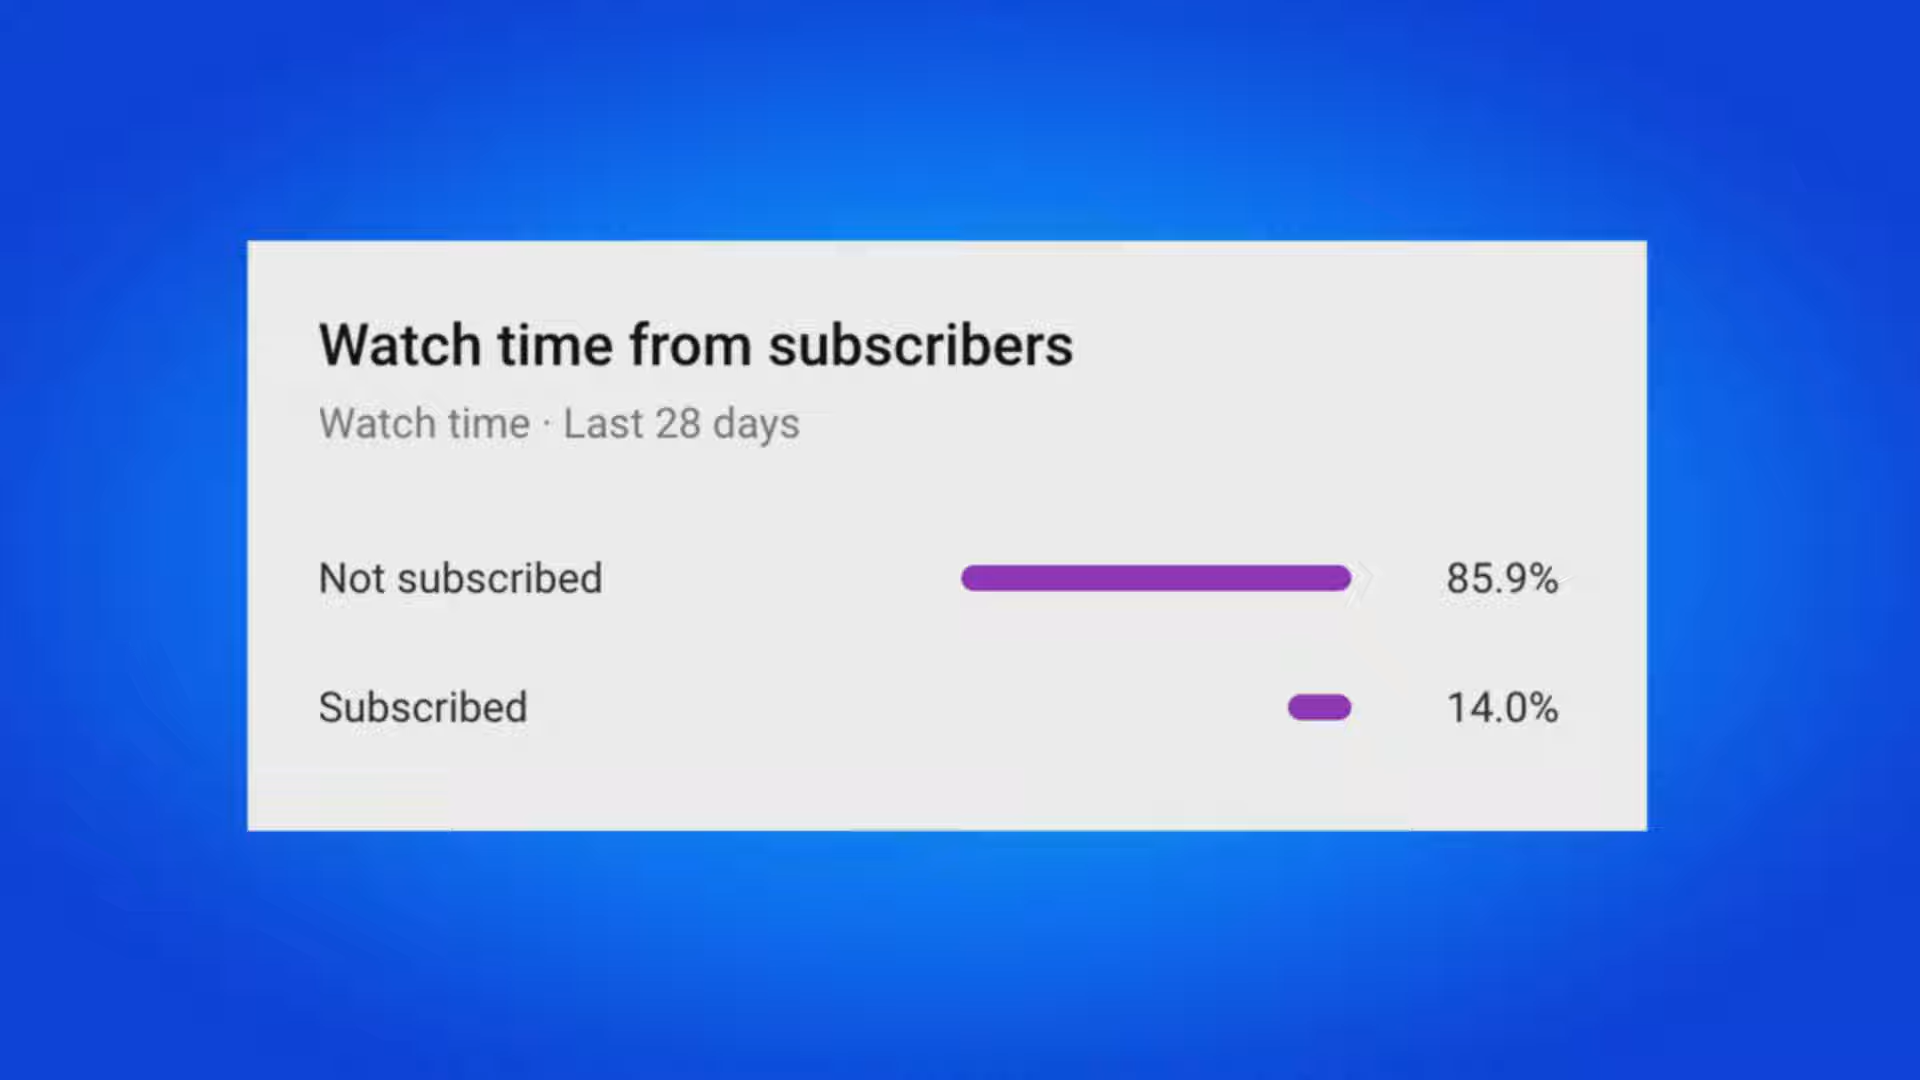 Watch time from subscribers
Watch time · Last 28 days
Not subscribed 85.9%
Subscribed 14.0%